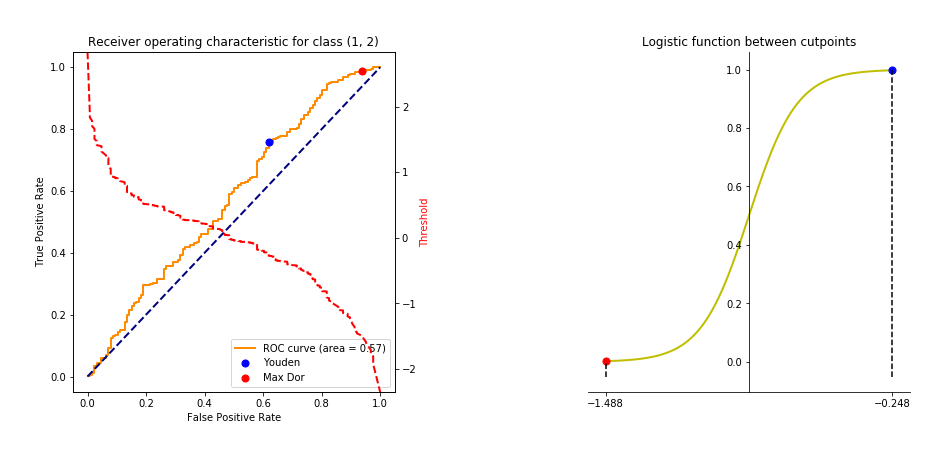 Receiver operating characteristic for class (1, 2)
1.0
0.8
0.6
0.4
0.2
0.0
True Positive Rate
2
1
0
−1
−2
Threshold
ROC curve (area = 0.57)
Youden
Max Dor
0.0 0.2 0.4 0.6 0.8 1.0
False Positive Rate
Logistic function between cutpoints
1.0
0.8
0.6
0.4
0.2
0.0
−1.488 −0.248